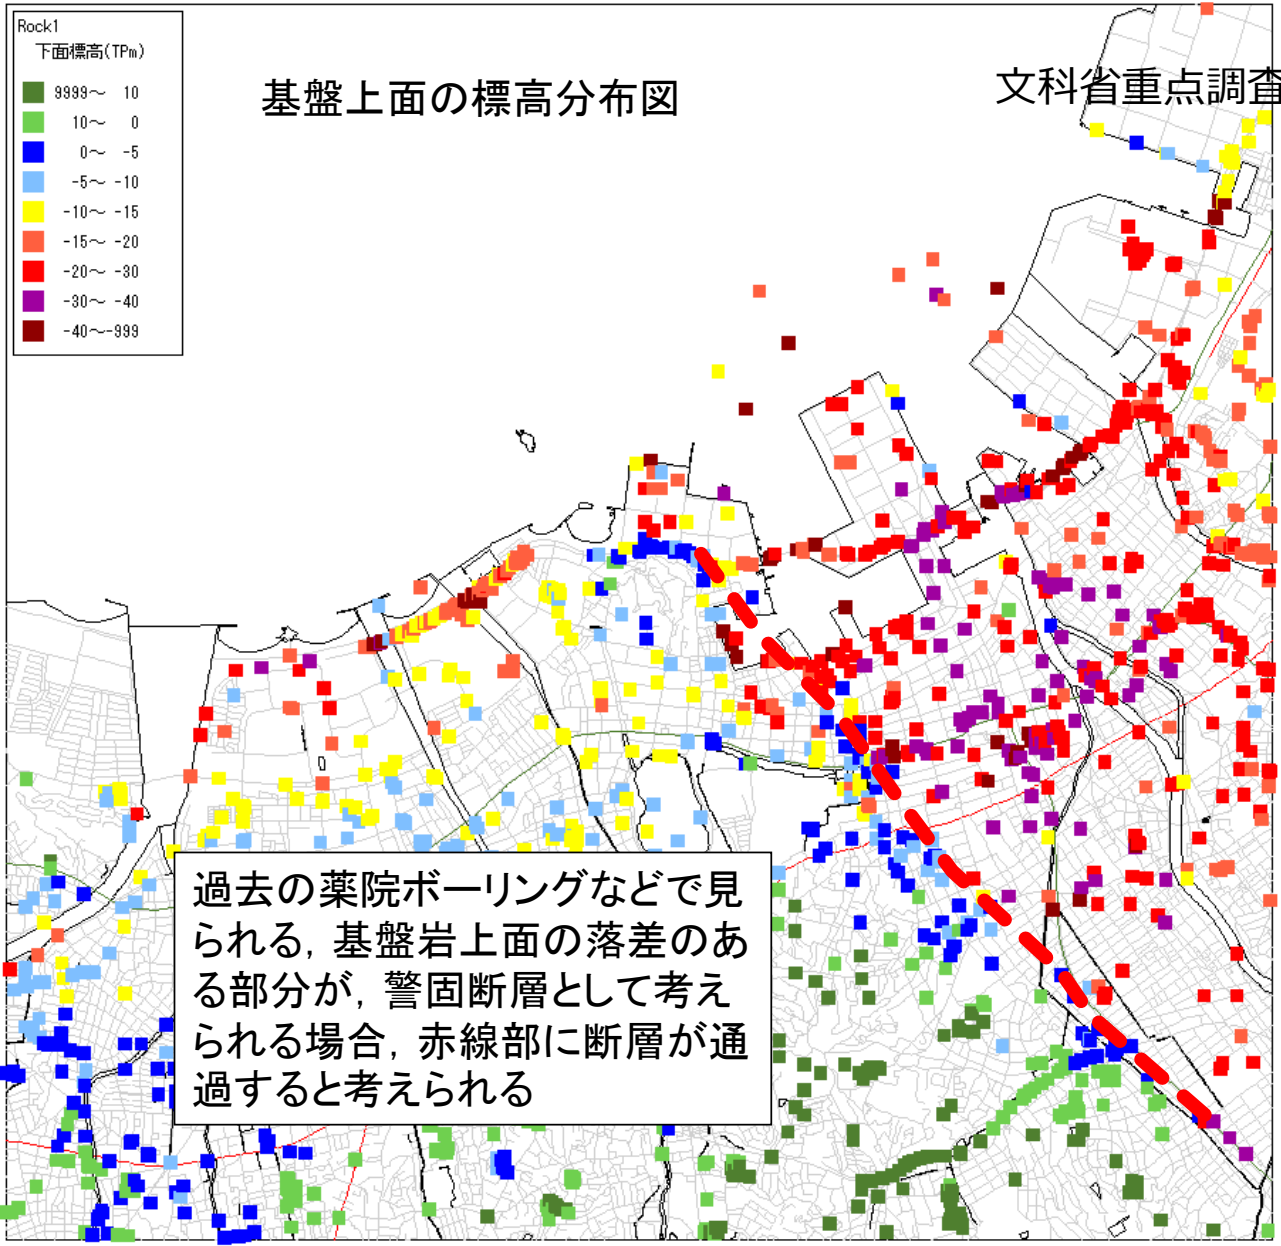 Rock1
下面標高(TPm)
9999～ 10
10～ 0
0～ -5
-5～ -10
-10～ -15
-15～ -20
-20～ -30
-30～ -40
-40～-999
基盤上面の標高分布図
文科省重点調査
過去の薬院ボーリングなどで見
られる, 基盤岩上面の落差のあ
る部分が, 警固断層として考え
られる場合, 赤線部に断層が通
過すると考えられる